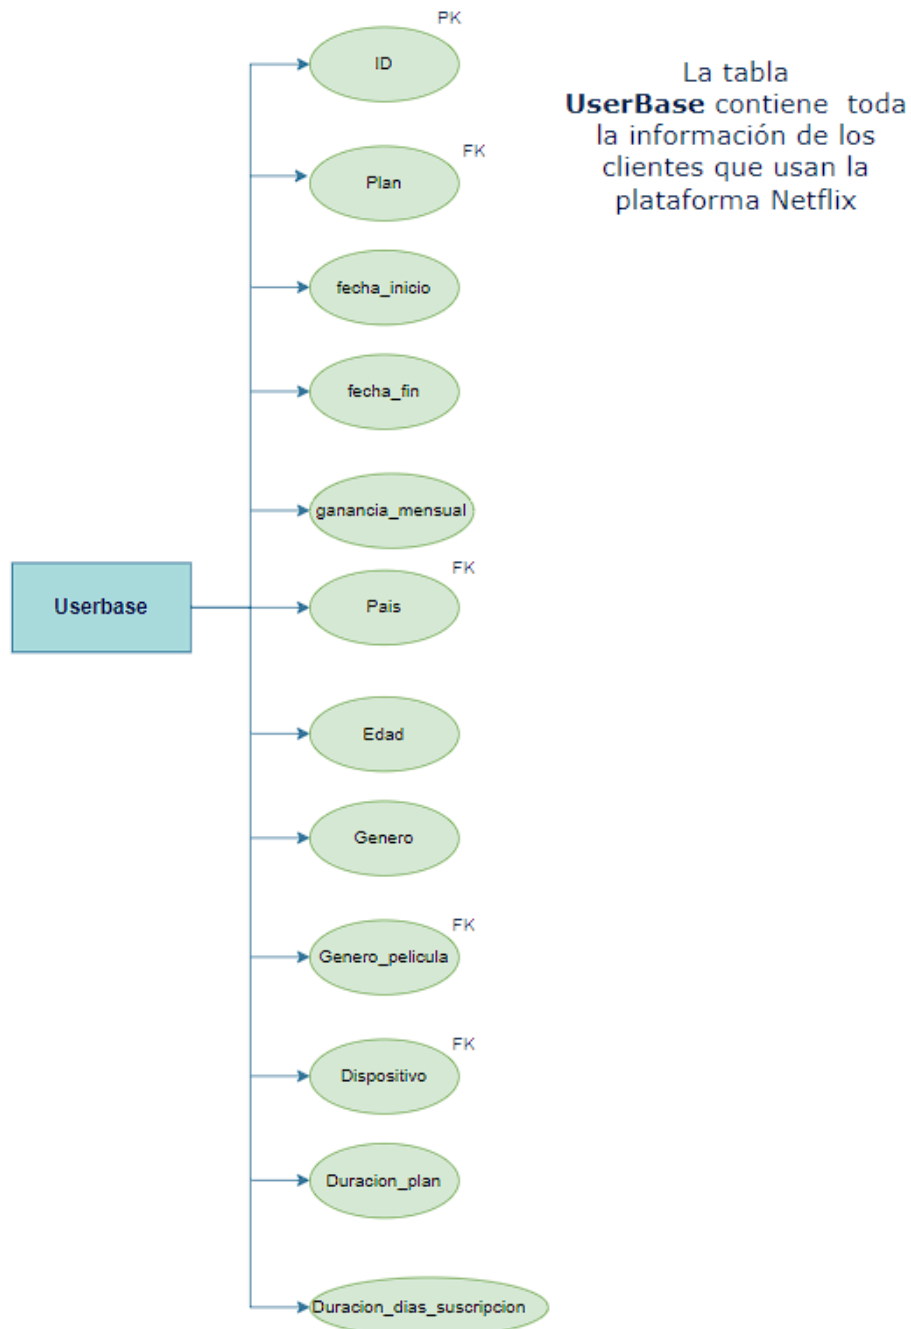 PK
ID
La tabla
UserBase contiene toda
la información de los
clientes que usan la
plataforma Netflix
FK
Plan
fecha_inicio
fecha_fin
ganancia_mensual
FK
Pais
Userbase
Edad
Genero
FK
Genero_pelicula
FK
Dispositivo
Duracion_plan
Duracion_dias_suscripcion